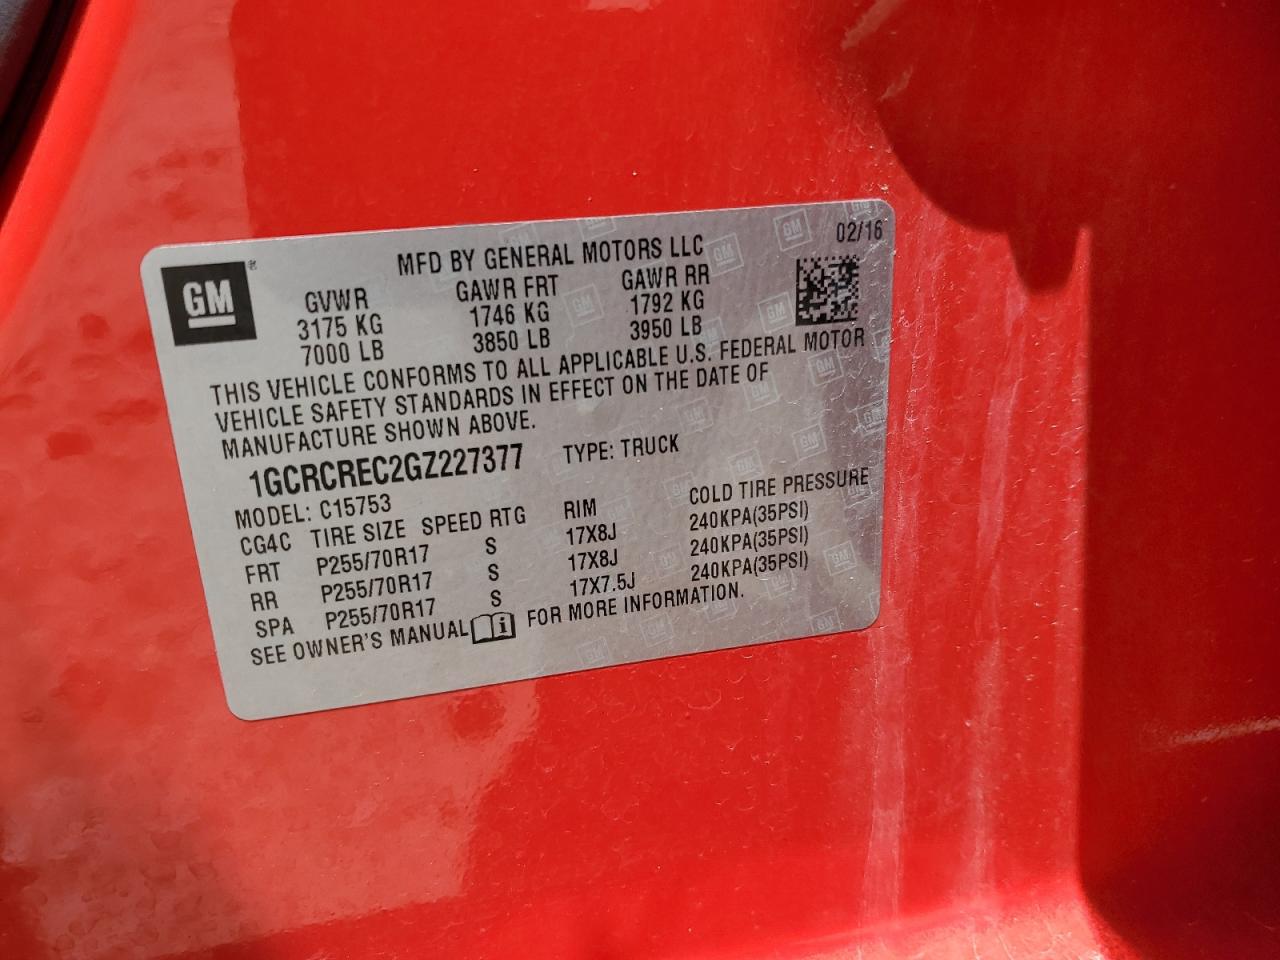 02/16
MFD BY GENERAL MOTORS LLC
GM®
GVWR GAWR FRT GAWR RR
3175 KG 1746 KG 1792 KG
7000 LB 3850 LB 3950 LB
THIS VEHICLE CONFORMS TO ALL APPLICABLE U.S. FEDERAL MOTOR
VEHICLE SAFETY STANDARDS IN EFFECT ON THE DATE OF
MANUFACTURE SHOWN ABOVE.
1GCRCREC2GZ227377 TYPE: TRUCK
MODEL: C15753
CG4C TIRE SIZE SPEED RTG RIM COLD TIRE PRESSURE
FRT P255/70R17 S 17X8J 240KPA(35PSI)
RR P255/70R17 S 17X8J 240KPA(35PSI)
SPA P255/70R17 S 17X7.5J 240KPA(35PSI)
SEE OWNER'S MANUAL i FOR MORE INFORMATION.